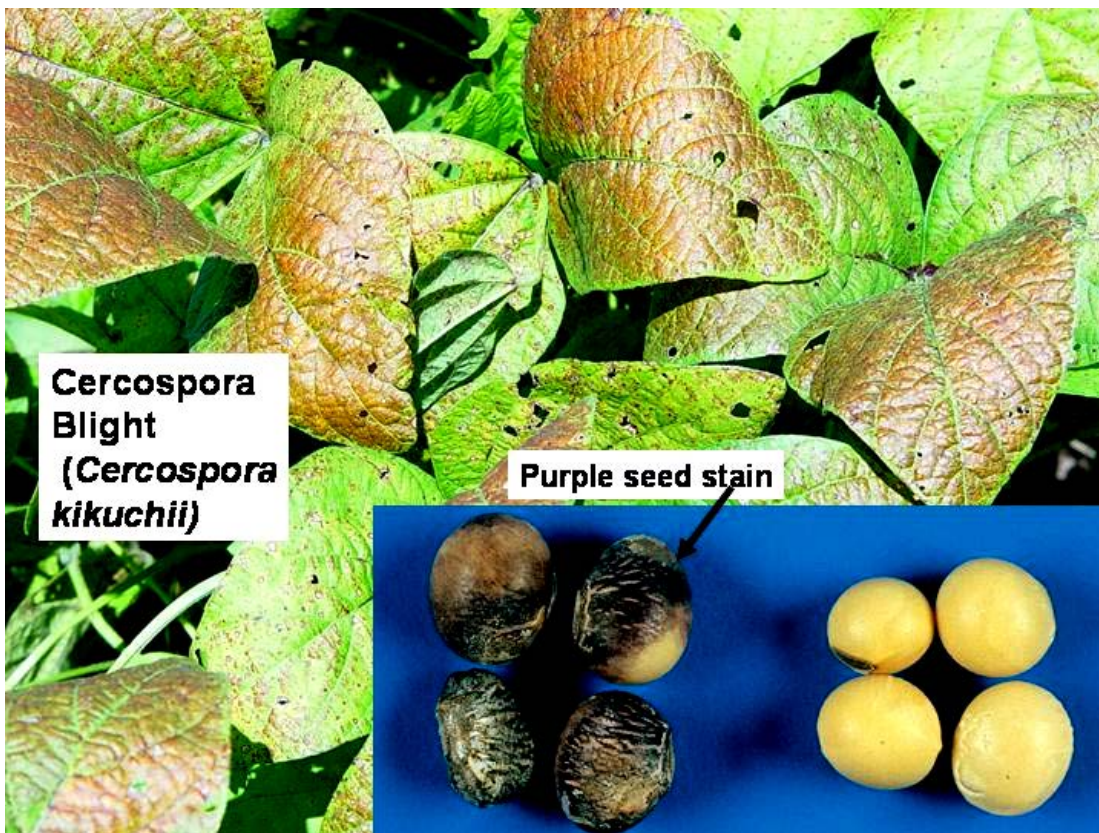 Cercospora
Blight
(Cercospora
kikuchii)
Purple seed stain